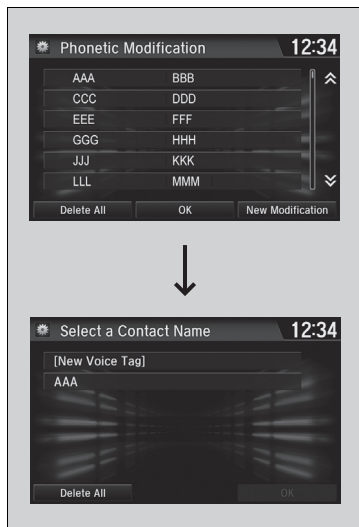 Phonetic Modification 12:34
AAA BBB
CCC DDD
EEE FFF
GGG HHH
JJJ KKK
LLL MMM
Delete All OK New Modification
Select a Contact Name 12:34
[New Voice Tag]
AAA
Delete All OK